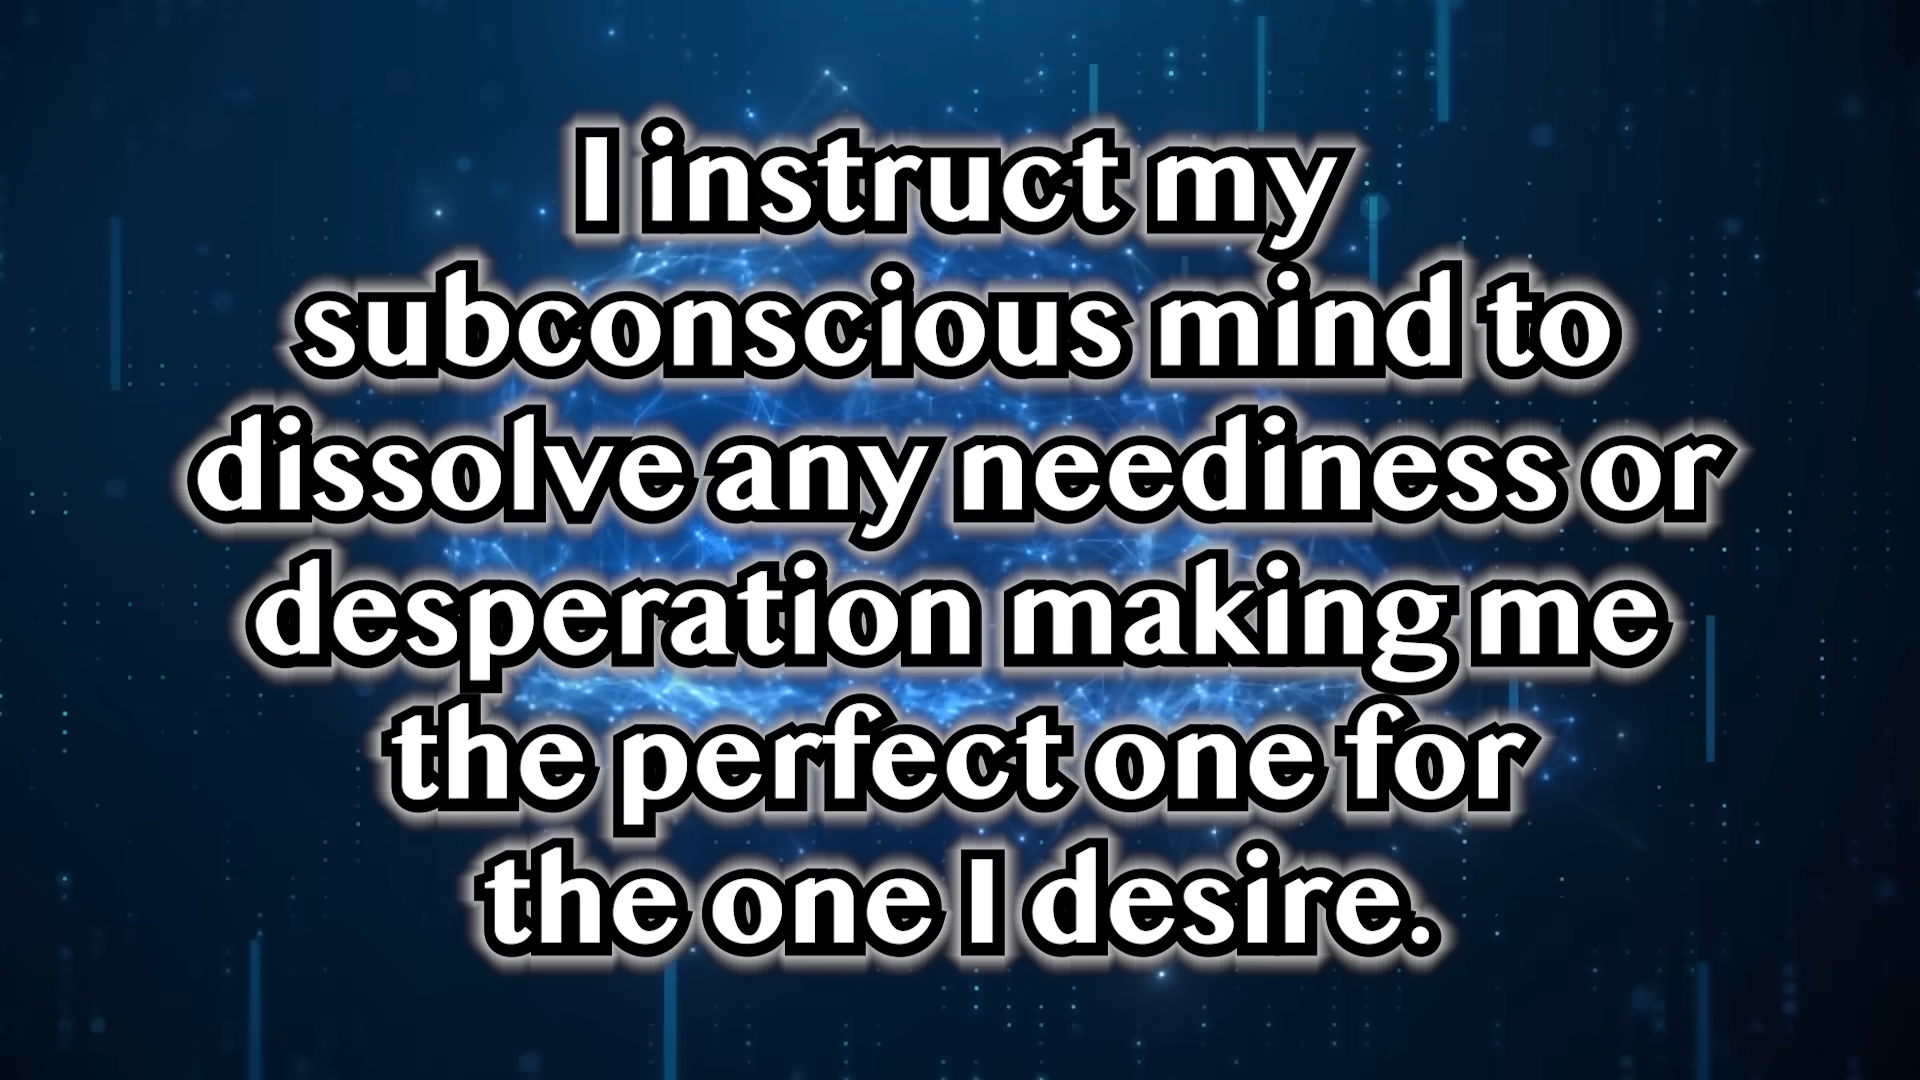 I instruct my
subconscious mind to
dissolve any neediness or
desperation making me
the perfect one for
the one I desire.